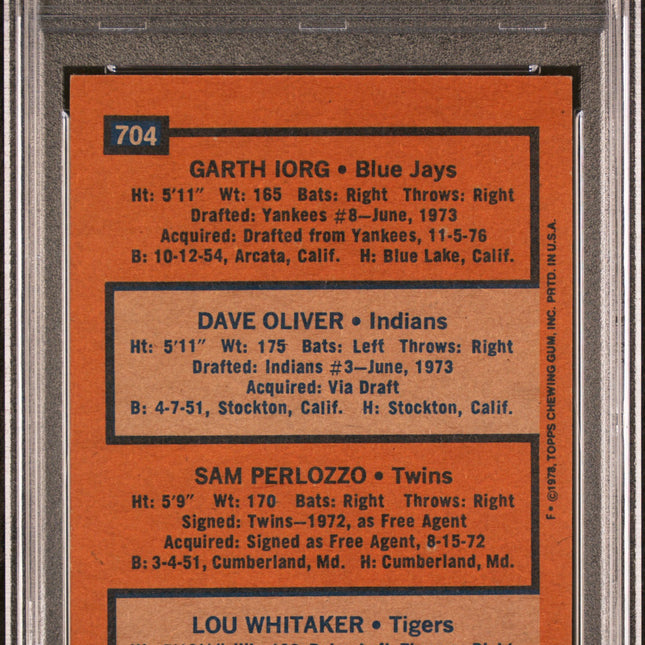 704
GARTH IORG • Blue Jays
Ht: 5'11" Wt: 165 Bats: Right Throws: Right
Drafted: Yankees #8—June, 1973
Acquired: Drafted from Yankees, 11-5-76
B: 10-12-54, Arcata, Calif. H: Blue Lake, Calif.
DAVE OLIVER • Indians
Ht: 5'11" Wt: 175 Bats: Left Throws: Right
Drafted: Indians #3—June, 1973
Acquired: Via Draft
B: 4-7-51, Stockton, Calif. H: Stockton, Calif.
SAM PERLOZZO • Twins
Ht: 5'9" Wt: 170 Bats: Right Throws: Right
Signed: Twins—1972, as Free Agent
Acquired: Signed as Free Agent, 8-15-72
B: 3-4-51, Cumberland, Md. H: Cumberland, Md.
LOU WHITAKER • Tigers
F• ©1978, TOPPS CHEWING GUM, INC. PRTD. IN U.S.A.